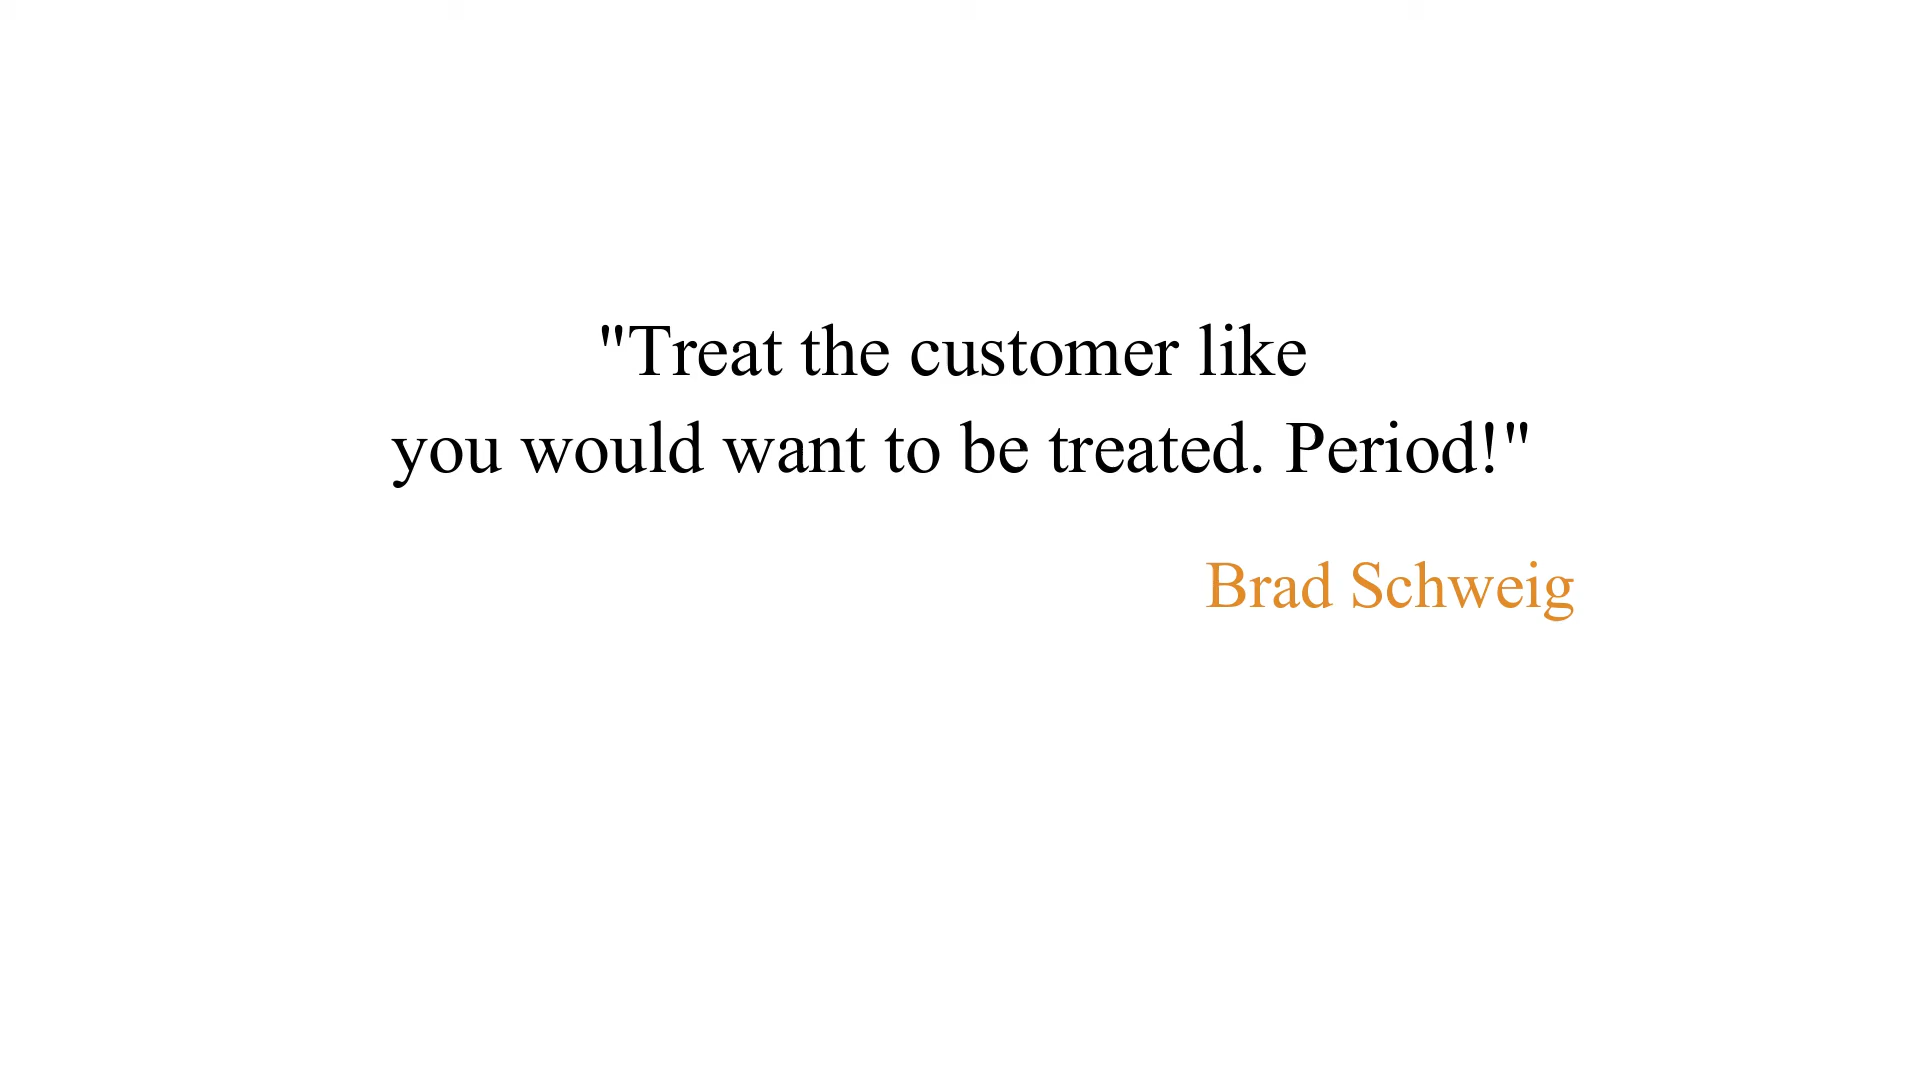 "Treat the customer like
you would want to be treated. Period!"
Brad Schweig